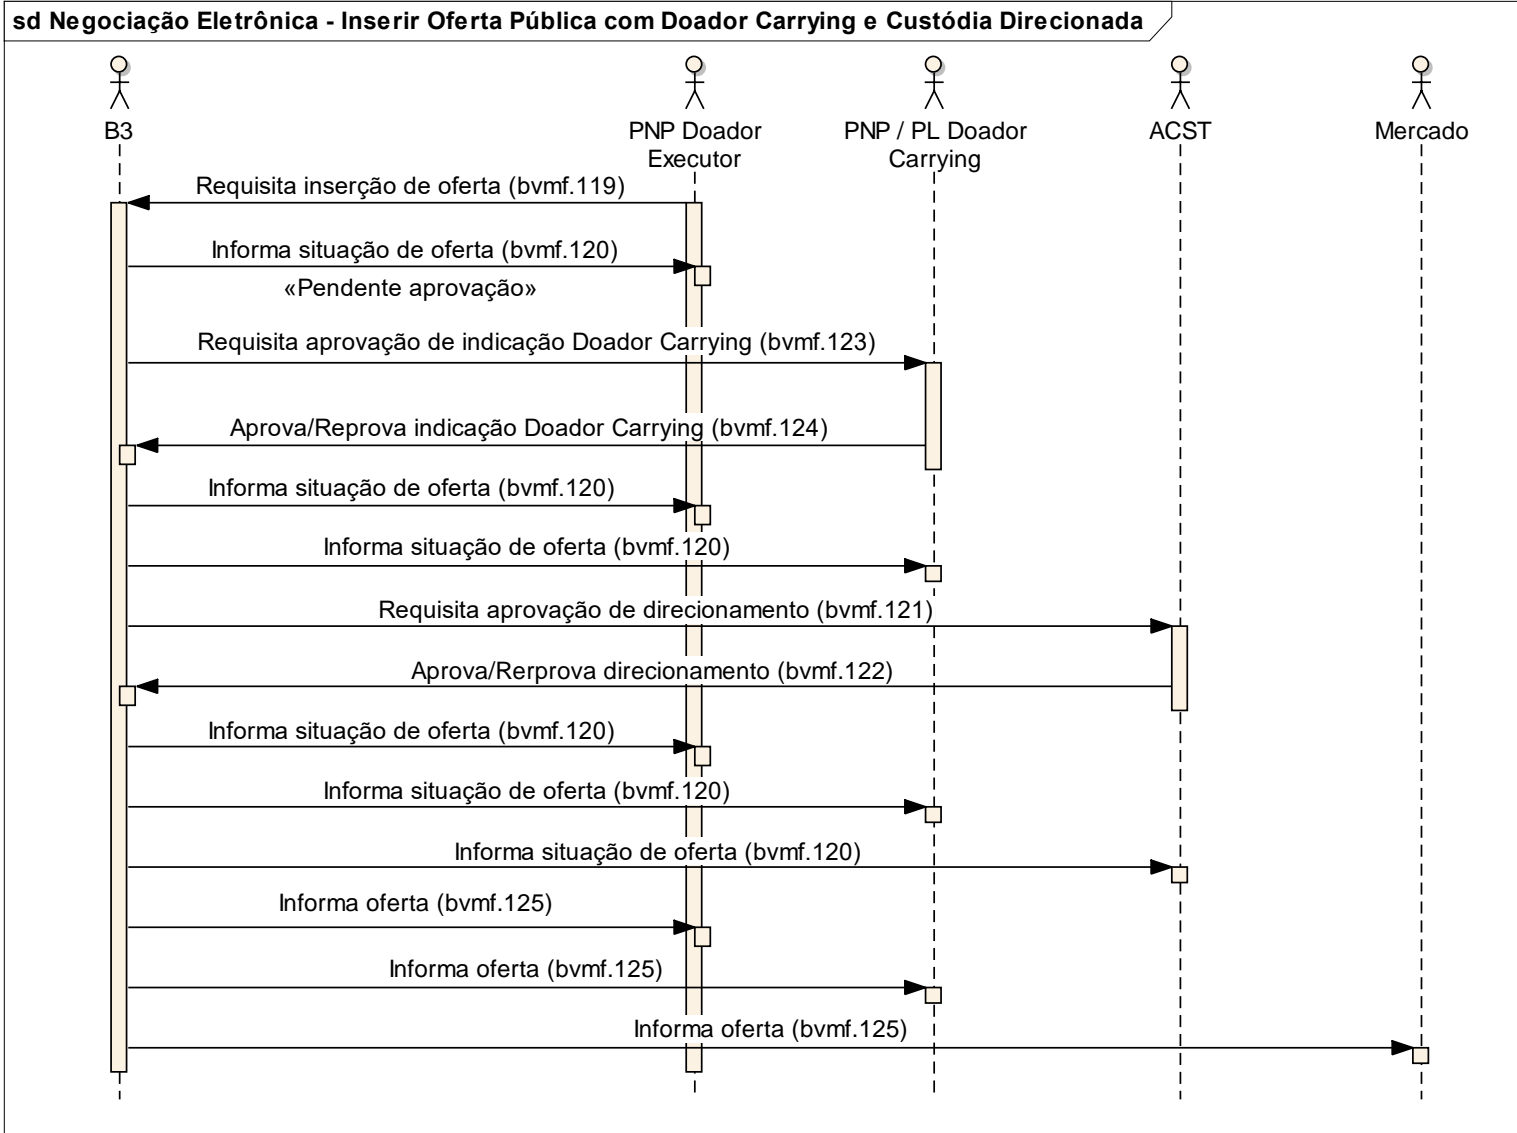 sd Negociação Eletrônica - Inserir Oferta Pública com Doador Carrying e Custódia Direcionada
B3
PNP Doador
Executor
PNP / PL Doador
Carrying
ACST
Mercado
Requisita inserção de oferta (bvmf.119)
Informa situação de oferta (bvmf.120)
«Pendente aprovação»
Requisita aprovação de indicação Doador Carrying (bvmf.123)
Aprova/Reprova indicação Doador Carrying (bvmf.124)
Informa situação de oferta (bvmf.120)
Informa situação de oferta (bvmf.120)
Requisita aprovação de direcionamento (bvmf.121)
Aprova/Rerprova direcionamento (bvmf.122)
Informa situação de oferta (bvmf.120)
Informa situação de oferta (bvmf.120)
Informa situação de oferta (bvmf.120)
Informa oferta (bvmf.125)
Informa oferta (bvmf.125)
Informa oferta (bvmf.125)